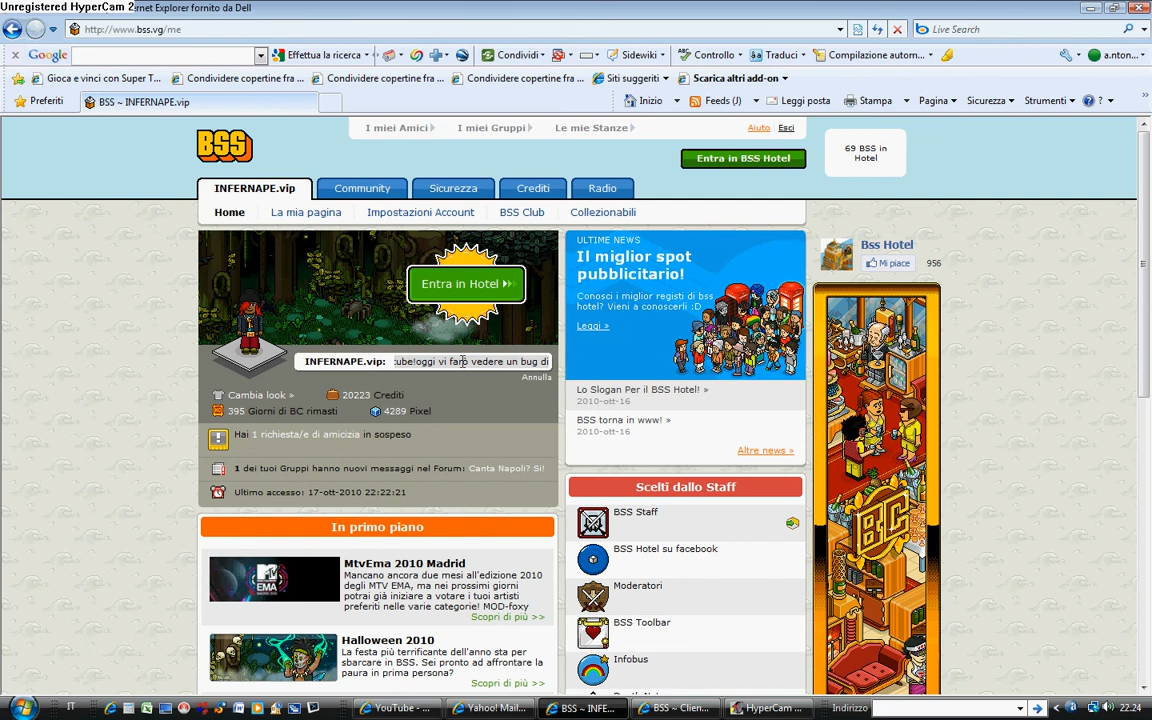 Unregistered HyperCam 2
ernet Explorer fornito da Dell
http://www.bss.vg/me
Live Search
Google
Effettua la ricerca
Condividi
Sidewiki
Controllo
Traduci
Compilazione autom...
a.nton...
Gioca e vinci con Super T...
Condividere copertine fra ...
Condividere copertine fra ...
Condividere copertine fra ...
Siti suggeriti
Scarica altri add-on
Preferiti
BSS ~ INFERNAPE.vip
Inizio
Feeds (J)
Leggi posta
Stampa
Pagina
Sicurezza
Strumenti
BSS
I miei Amici
I miei Gruppi
Le mie Stanze
Aiuto
Esci
Entra in BSS Hotel
69 BSS in
Hotel
INFERNAPE.vip
Community
Sicurezza
Crediti
Radio
Home
La mia pagina
Impostazioni Account
BSS Club
Collezionabili
Entra in Hotel
INFERNAPE.vip:
cube!oggi vi faro vedere un bug di
Annulla
Cambia look »
20223 Crediti
395 Giorni di BC rimasti
4289 Pixel
Hai 1 richiesta/e di amicizia in sospeso
1 dei tuoi Gruppi hanno nuovi messaggi nel Forum: Canta Napoli? Si!
Ultimo accesso: 17-ott-2010 22:22:21
ULTIME NEWS
Il miglior spot
pubblicitario!
Conosci i miglior registi di bss
hotel? Vieni a conoscerli :D
Leggi »
Lo Slogan Per il BSS Hotel! »
2010-ott-16
BSS torna in www! »
2010-ott-16
Altre news »
Bss Hotel
Mi piace
956
BC
In primo piano
MtvEma 2010 Madrid
Mancano ancora due mesi all'edizione 2010
degli MTV EMA, ma nei prossimi giorni
potrai già iniziare a votare i tuoi artisti
preferiti nelle varie categorie! MOD-foxy
Scopri di più >>
Halloween 2010
La festa più terrificante dell'anno sta per
sbarcare in BSS. Sei pronto ad affrontare la
paura in prima persona?
Scopri di più >>
Scelti dallo Staff
BSS Staff
BSS Hotel su facebook
Moderatori
BSS Toolbar
Infobus
IT
YouTube - ...
Yahoo! Mail...
BSS ~ INFE...
BSS ~ Clien...
HyperCam ...
Indirizzo
22.24